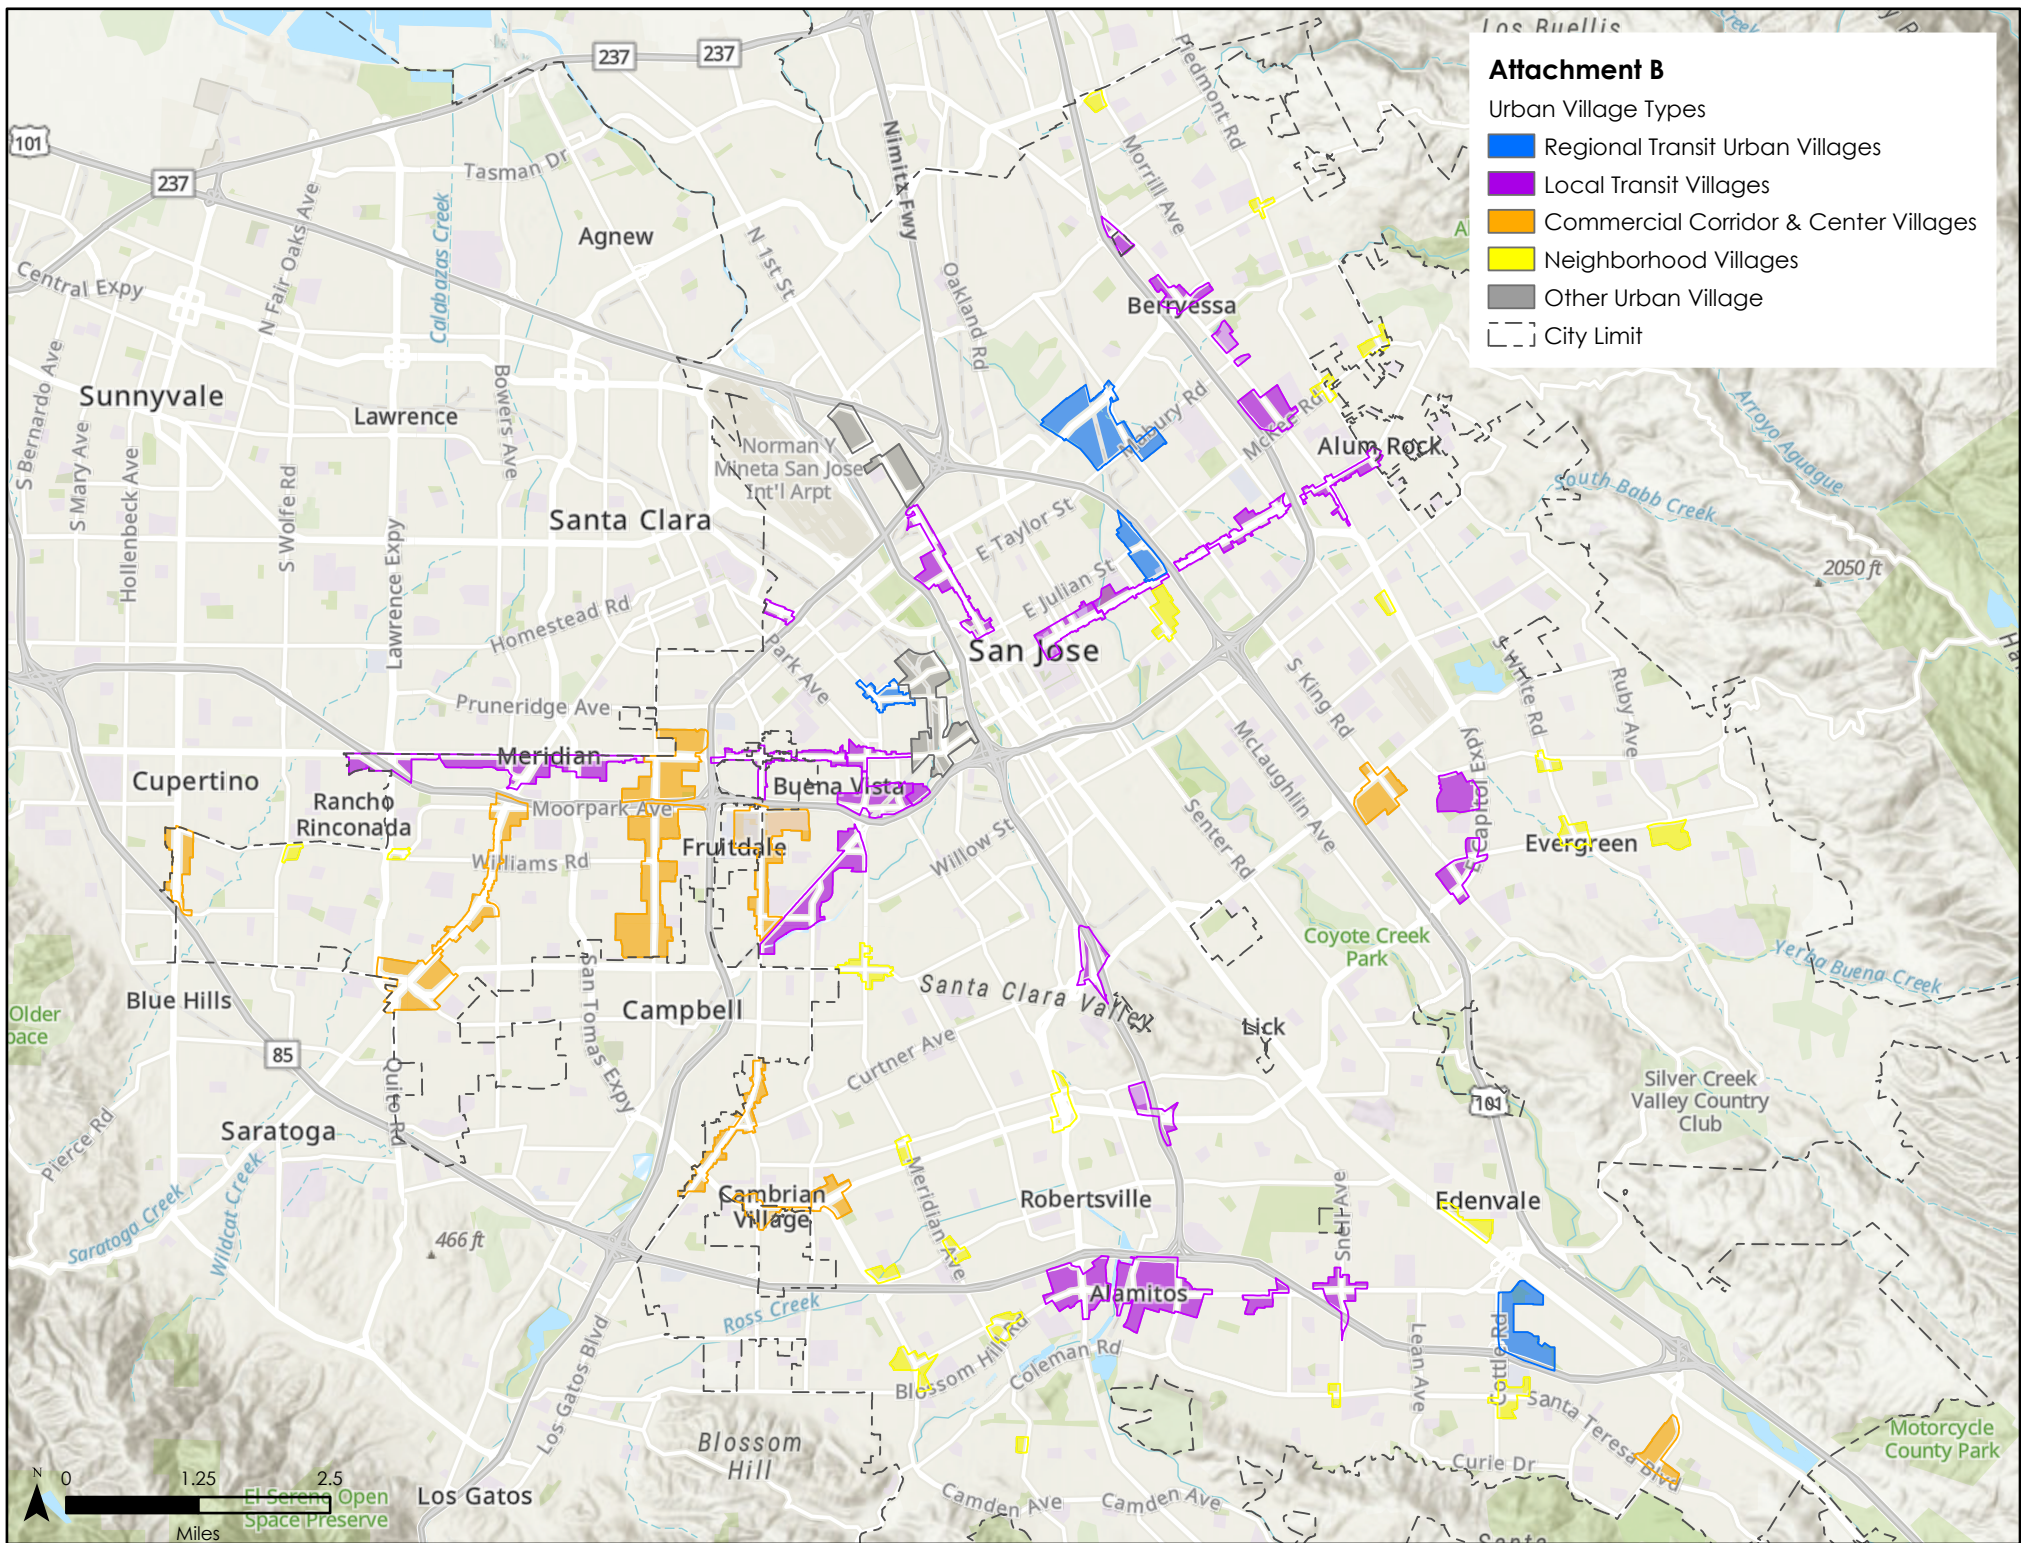 Los Buellis
Attachment B
Urban Village Types
Regional Transit Urban Villages
Local Transit Villages
Commercial Corridor & Center Villages
Neighborhood Villages
Other Urban Village
City Limit
237
237
101
237
Tasman Dr
Nimitz Fwy
Piedmont Rd
Morrill Ave
Agnew
N 1st St
Oakland Rd
Central Expy
N Fair Oaks Ave
Calabazas Creek
Berryessa
S Bernardo Ave
Sunnyvale
Lawrence
Bowers Ave
S Mary Ave
Hollenbeck Ave
S Wolfe Rd
Lawrence Expy
Norman Y
Mineta San Jose
Int'l Arpt
Mabury Rd
McKee Rd
Alum Rock
Arroyo Aguague
South Babb Creek
Santa Clara
E Taylor St
E Julian St
2050 ft
Homestead Rd
Park Ave
San Jose
S King Rd
S White Rd
Ruby Ave
Pruneridge Ave
Meridian
Buena Vista
McLaughlin Ave
E Capitol Expy
Cupertino
Rancho
Rinconada
Moorpark Ave
Williams Rd
Fruitdale
Willow St
Senter Rd
Evergreen
Coyote Creek
Park
Yerba Buena Creek
Blue Hills
Campbell
San Tomas Expy
Santa Clara Valley
Lick
Curtner Ave
85
Quito Rd
101
Silver Creek
Valley Country
Club
Pierce Rd
Saratoga
Saratoga Creek
Wildcat Creek
466 ft
Cambrian
Village
Meridian Ave
Robertsville
Snell Ave
Edenvale
Alamitos
Ross Creek
Los Gatos Blvd
Blossom Hill Rd
Coleman Rd
Lean Ave
Cottle Rd
Santa Teresa Blvd
Curie Dr
Motorcycle
County Park
Blossom
Hill
Camden Ave
Camden Ave
Los Gatos
El Sereno Open
Space Preserve
N
0 1.25 2.5
Miles